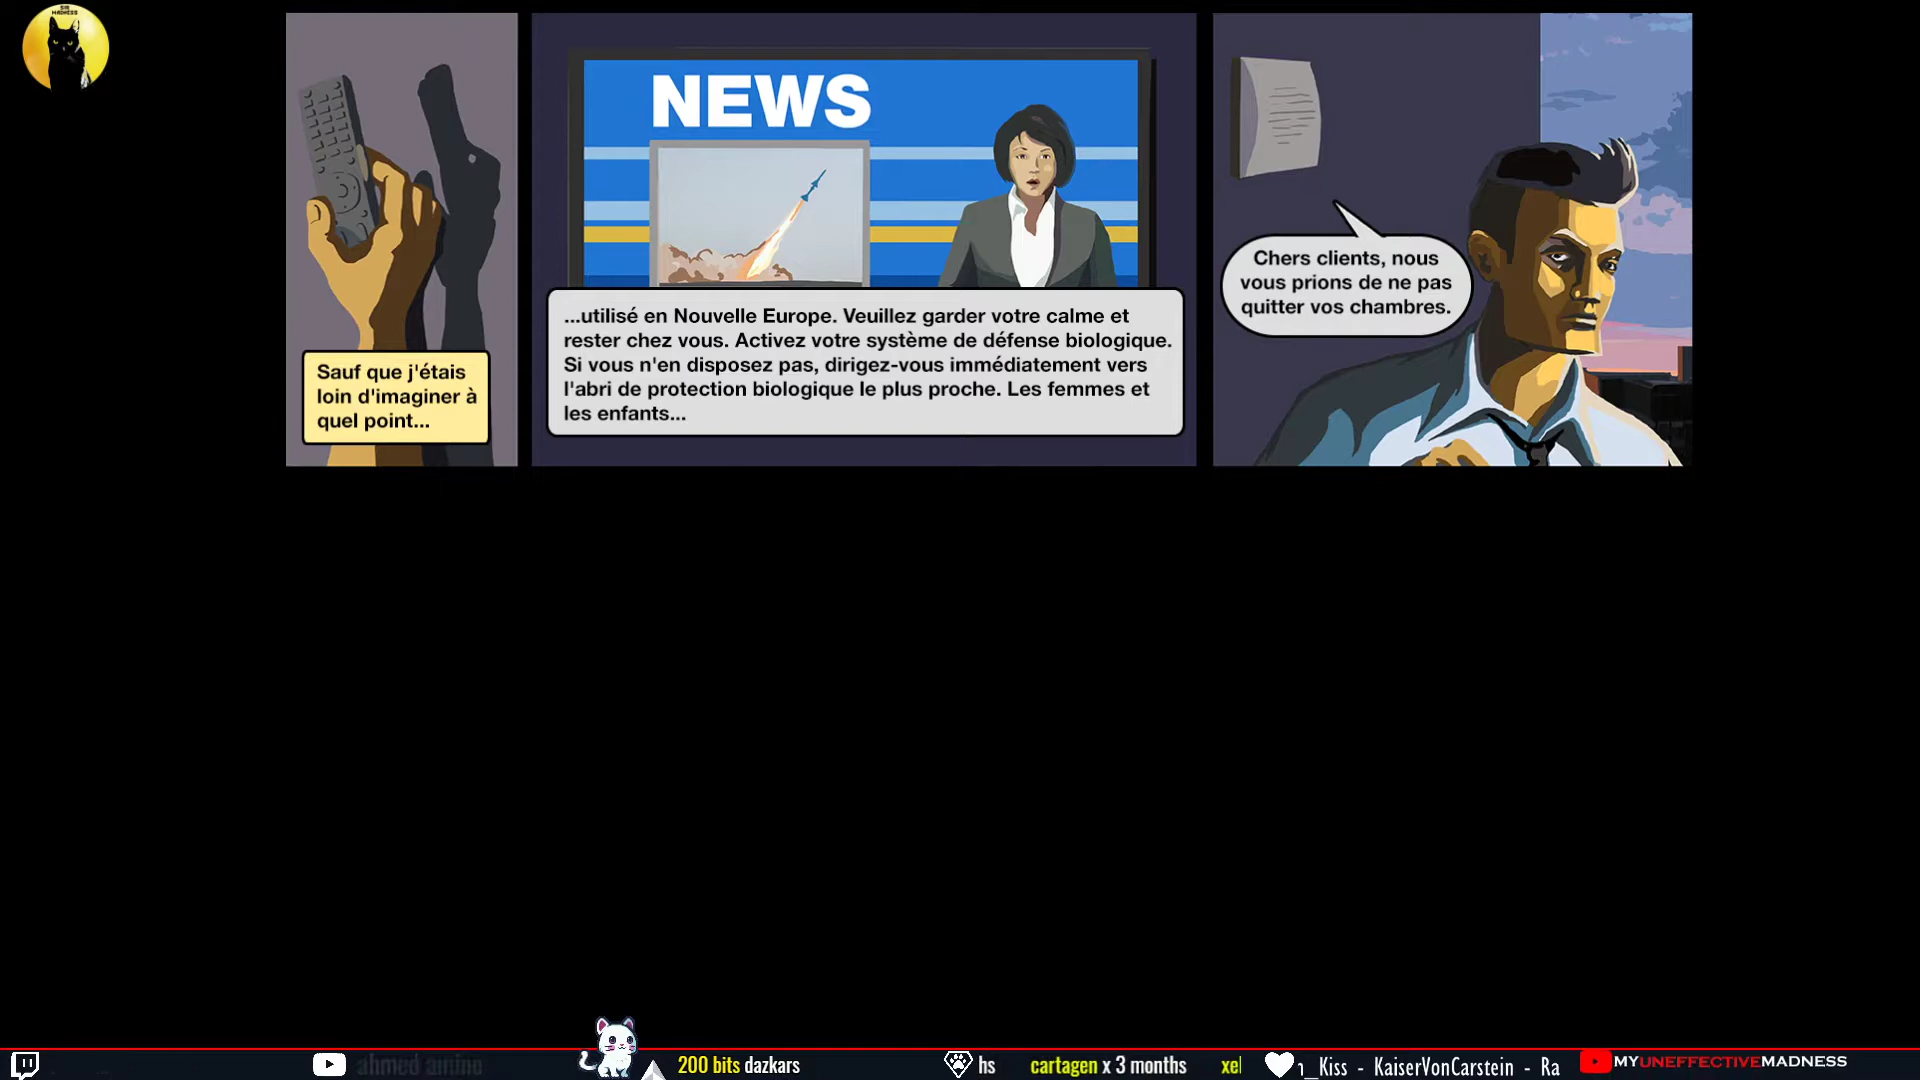 SIR
MADNESS
NEWS
Sauf que j'étais
loin d'imaginer à
quel point...
...utilisé en Nouvelle Europe. Veuillez garder votre calme et
rester chez vous. Activez votre système de défense biologique.
Si vous n'en disposez pas, dirigez-vous immédiatement vers
l'abri de protection biologique le plus proche. Les femmes et
les enfants...
Chers clients, nous
vous prions de ne pas
quitter vos chambres.
200 bits dazkars
hs
cartagen x 3 months
xel
_Kiss - KaiserVonCarstein - Ra
MYUNEFFECTIVEMADNESS